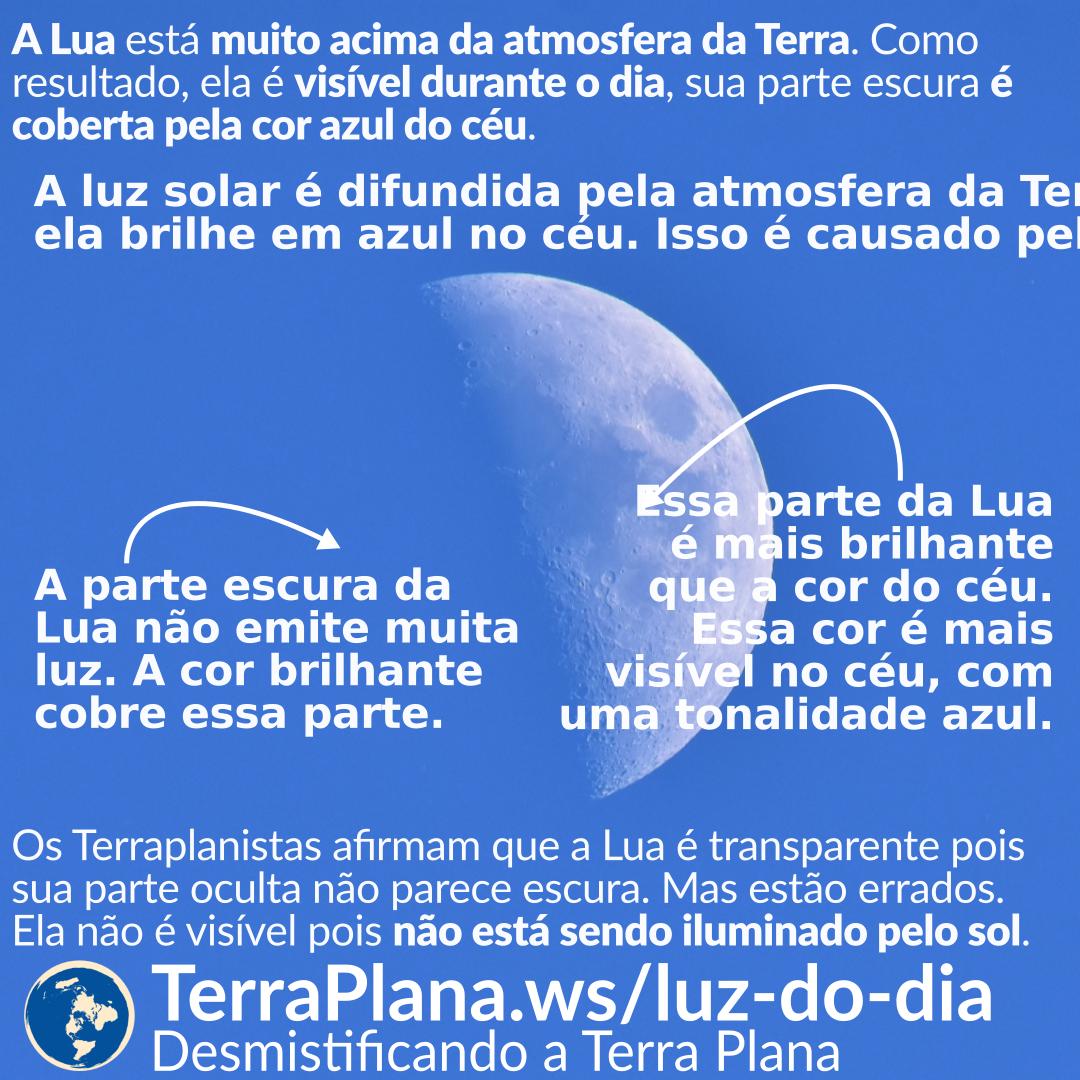 A Lua está muito acima da atmosfera da Terra. Como
resultado, ela é visível durante o dia, sua parte escura é
coberta pela cor azul do céu.
A luz solar é difundida pela atmosfera da Ter
ela brilhe em azul no céu. Isso é causado pel
Essa parte da Lua
é mais brilhante
que a cor do céu.
Essa cor é mais
visível no céu, com
uma tonalidade azul.
A parte escura da
Lua não emite muita
luz. A cor brilhante
cobre essa parte.
Os Terraplanistas afirmam que a Lua é transparente pois
sua parte oculta não parece escura. Mas estão errados.
Ela não é visível pois não está sendo iluminado pelo sol.
TerraPlana.ws/luz-do-dia
Desmistificando a Terra Plana